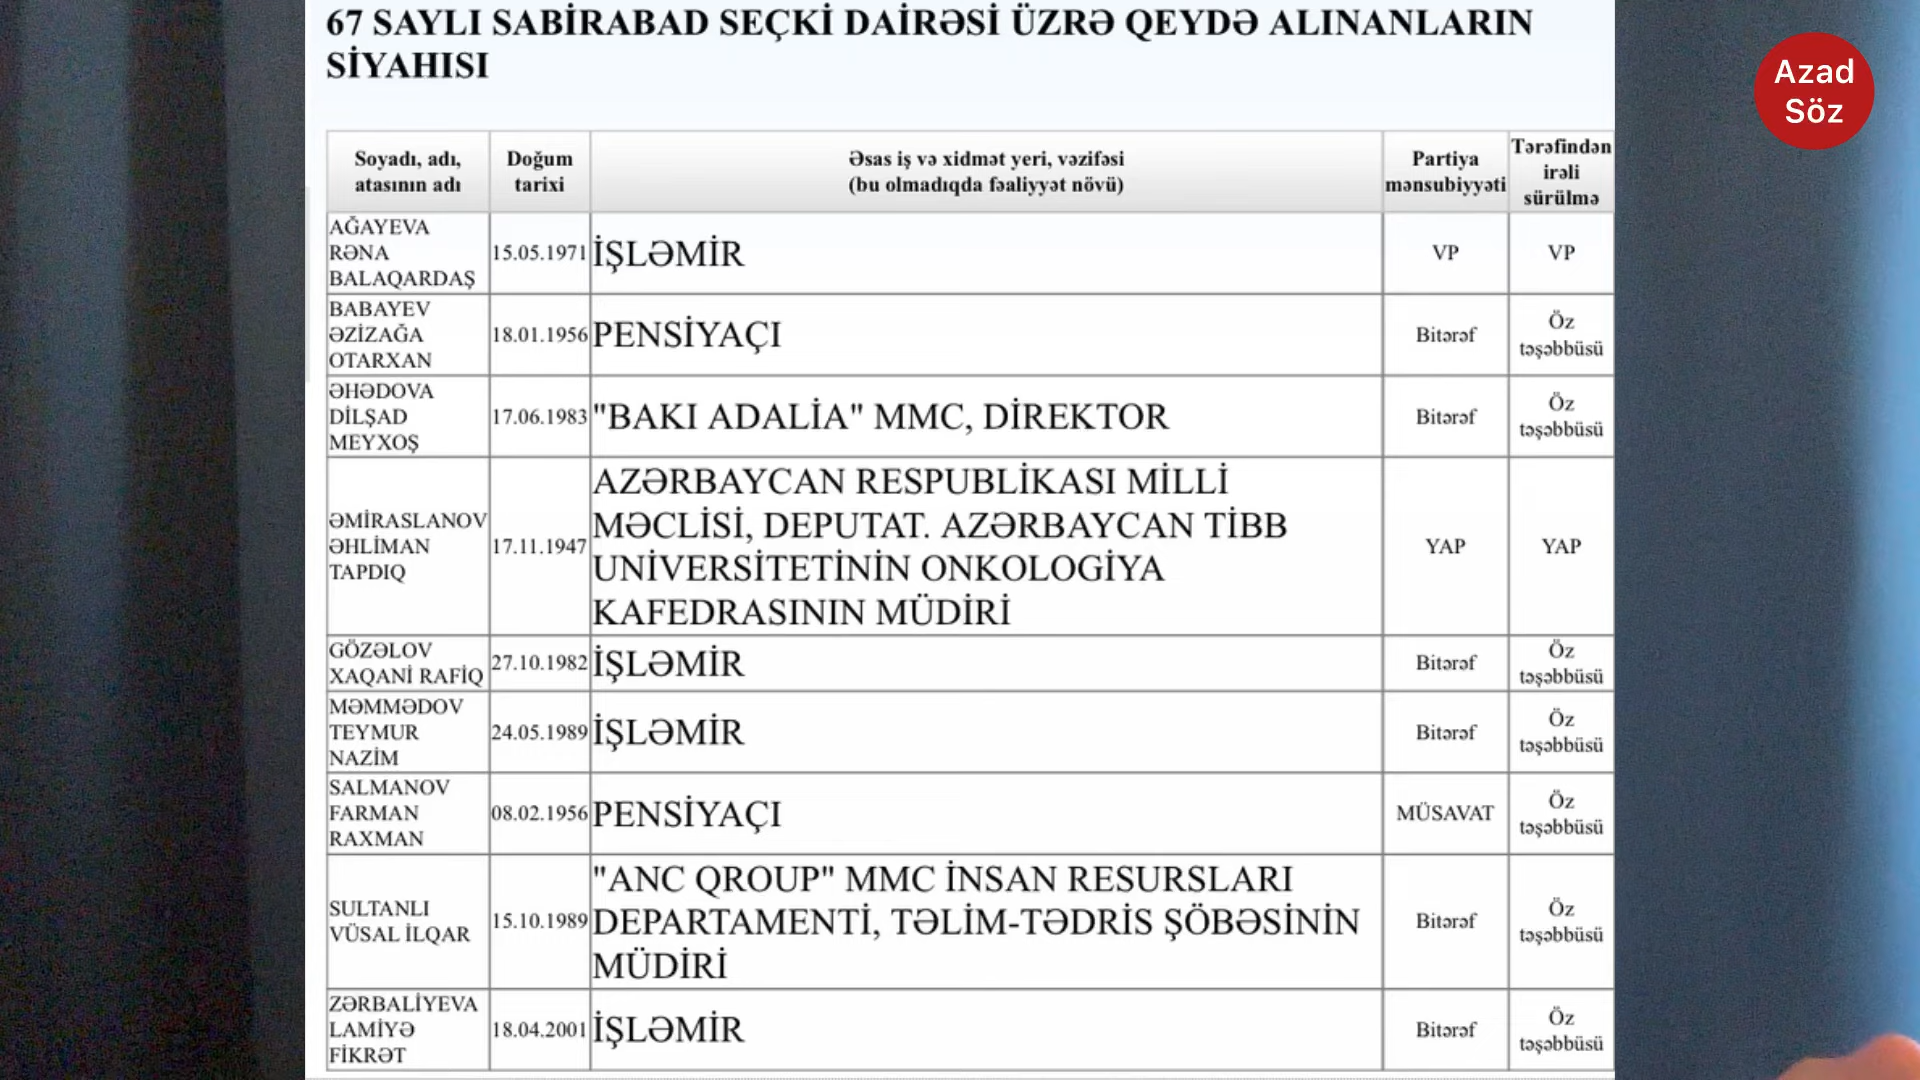 67 SAYLI SABİRABAD SEÇKİ DAİRƏSİ ÜZRƏ QEYDƏ ALINANLARIN
SİYAHISI
Azad
Söz
Soyadı, adı,
atasının adı
Doğum
tarixi
Əsas iş və xidmət yeri, vəzifəsi
(bu olmadıqda fəaliyyət növü)
Partiya
mənsubiyyəti
Tərəfindən
irəli
sürülmə
AĞAYEVA
RƏNA
BALAQARDAŞ
15.05.1971
İŞLƏMİR
VP
VP
BABAYEV
ƏZİZAĞA
OTARXAN
18.01.1956
PENSİYAÇI
Bitərəf
Öz
təşəbbüsü
ƏHƏDOVA
DİLŞAD
MEYXOŞ
17.06.1983
"BAKI ADALİA" MMC, DİREKTOR
Bitərəf
Öz
təşəbbüsü
ƏMİRASLANOV
ƏHLİMAN
TAPDIQ
17.11.1947
AZƏRBAYCAN RESPUBLİKASI MİLLİ
MƏCLİSİ, DEPUTAT. AZƏRBAYCAN TİBB
UNİVERSİTETİNİN ONKOLOGİYA
KAFEDRASININ MÜDİRİ
YAP
YAP
GÖZƏLOV
XAQANİ RAFİQ
27.10.1982
İŞLƏMİR
Bitərəf
Öz
təşəbbüsü
MƏMMƏDOV
TEYMUR
NAZİM
24.05.1989
İŞLƏMİR
Bitərəf
Öz
təşəbbüsü
SALMANOV
FARMAN
RAXMAN
08.02.1956
PENSİYAÇI
MÜSAVAT
Öz
təşəbbüsü
SULTANLI
VÜSAL İLQAR
15.10.1989
"ANC QROUP" MMC İNSAN RESURSLARI
DEPARTAMENTİ, TƏLİM-TƏDRİS ŞÖBƏSİNİN
MÜDİRİ
Bitərəf
Öz
təşəbbüsü
ZƏRBALİYEVA
LAMİYƏ
FİKRƏT
18.04.2001
İŞLƏMİR
Bitərəf
Öz
təşəbbüsü